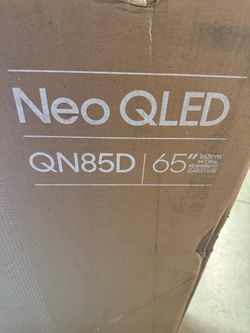 Neo QLED
QN85D | 65" 163cm